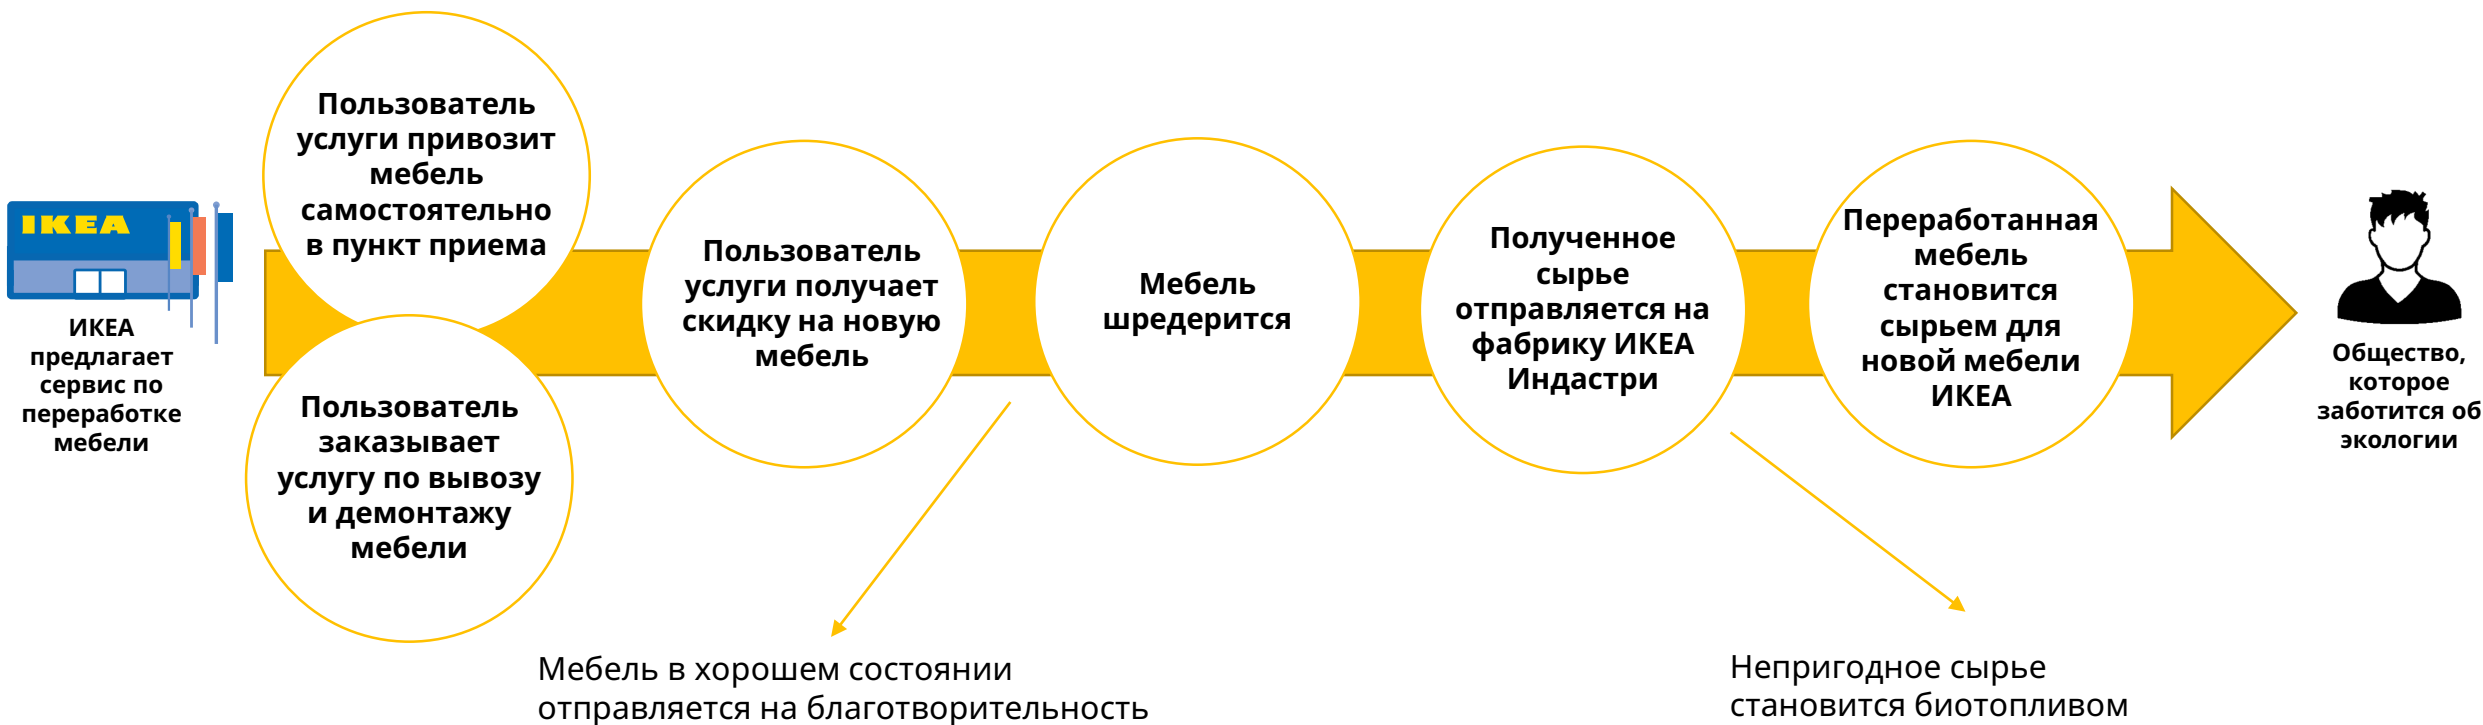 IKEA
ИКЕА
предлагает
сервис по
переработке
мебели
Пользователь
услуги привозит
мебель
самостоятельно
в пункт приема
Пользователь
заказывает
услугу по вывозу
и демонтажу
мебели
Пользователь
услуги получает
скидку на новую
мебель
Мебель
шредерится
Полученное
сырье
отправляется на
фабрику ИКЕА
Индастри
Переработанная
мебель
становится
сырьем для
новой мебели
ИКЕА
Общество,
которое
заботится об
экологии
Мебель в хорошем состоянии
отправляется на благотворительность
Непригодное сырье
становится биотопливом